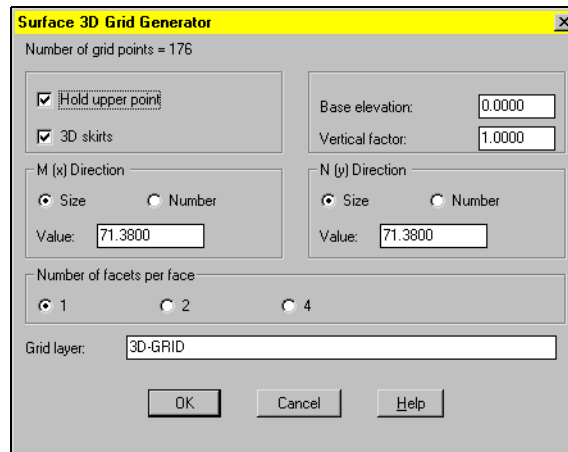 Surface 3D Grid Generator
Number of grid points = 176
Hold upper point
3D skirts
Base elevation: 0.0000
Vertical factor: 1.0000
M (x) Direction
Size Number
Value: 71.3800
N (y) Direction
Size Number
Value: 71.3800
Number of facets per face
1 2 4
Grid layer: 3D-GRID
OK Cancel Help